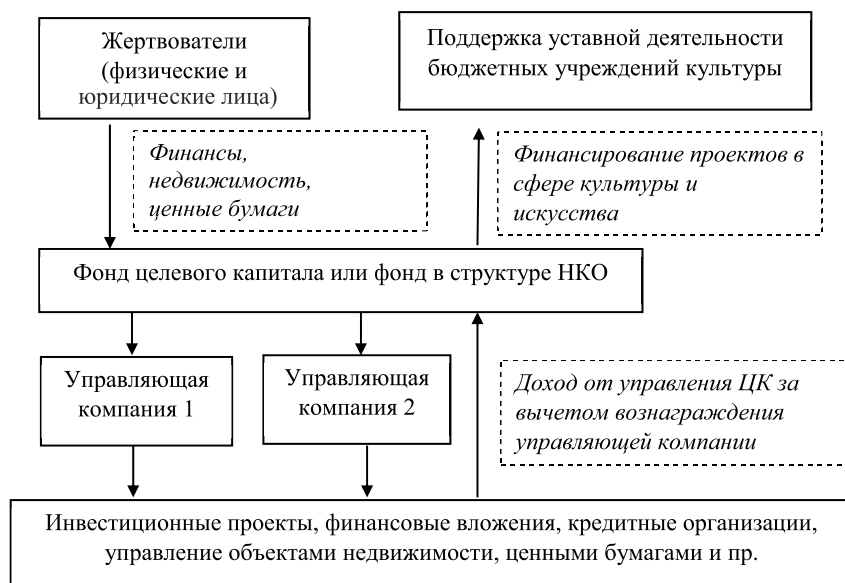 Жертвователи
(физические и
юридические лица)
Поддержка уставной деятельности
бюджетных учреждений культуры
Финансы,
недвижимость,
ценные бумаги
Финансирование проектов в
сфере культуры и
искусства
Фонд целевого капитала или фонд в структуре НКО
Управляющая
компания 1
Управляющая
компания 2
Доход от управления ЦК за
вычетом вознаграждения
управляющей компании
Инвестиционные проекты, финансовые вложения, кредитные организации,
управление объектами недвижимости, ценными бумагами и пр.